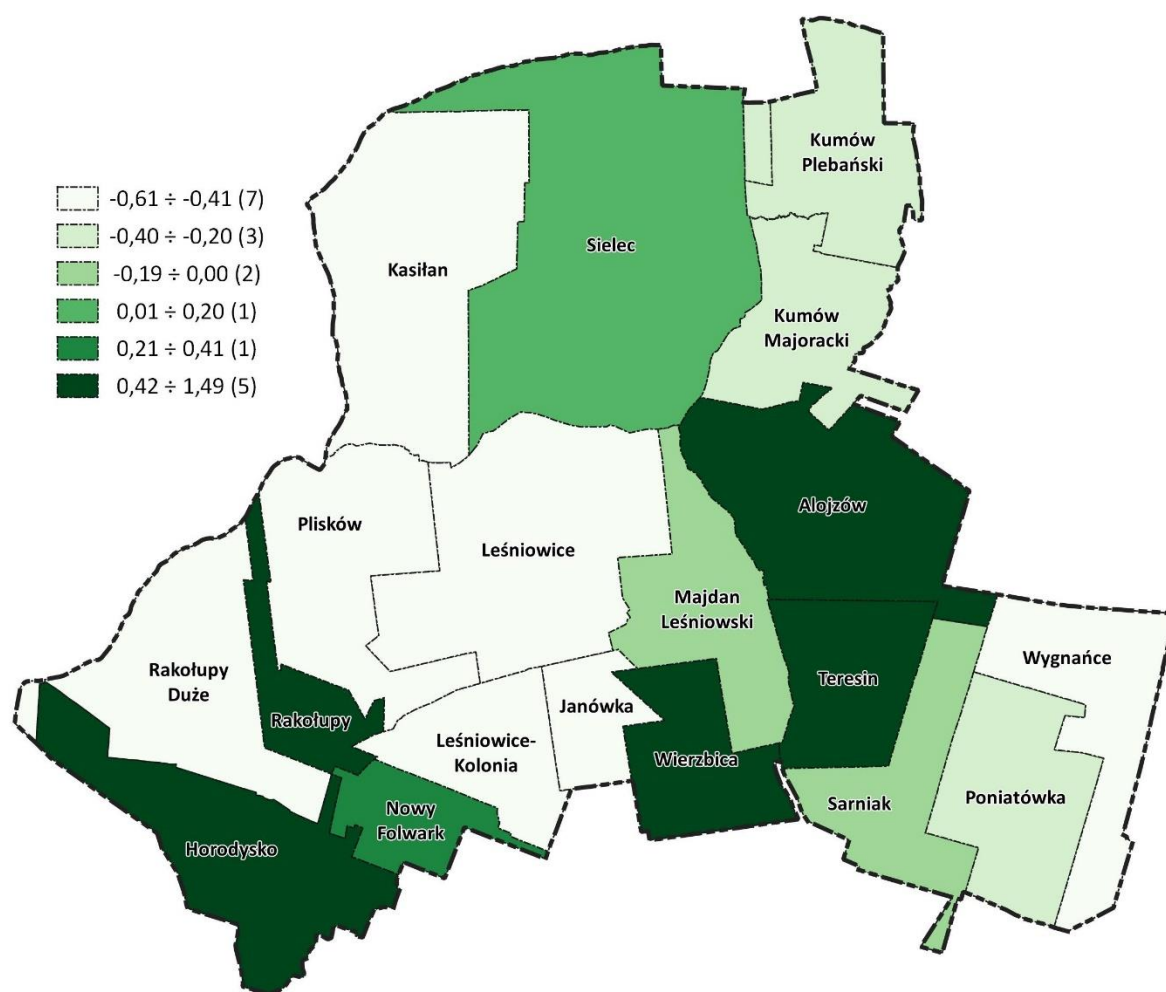 -0,61 ÷ -0,41 (7)
-0,40 ÷ -0,20 (3)
-0,19 ÷ 0,00 (2)
0,01 ÷ 0,20 (1)
0,21 ÷ 0,41 (1)
0,42 ÷ 1,49 (5)
Kumów
Plebański
Sielec
Kasiłan
Kumów
Majoracki
Alojzów
Plisków
Leśniowice
Majdan
Leśniowski
Wygnańce
Rakołupy
Duże
Teresin
Janówka
Rakołupy
Leśniowice-
Kolonia
Wierzbica
Sarniak
Poniatówka
Nowy
Folwark
Horodysko